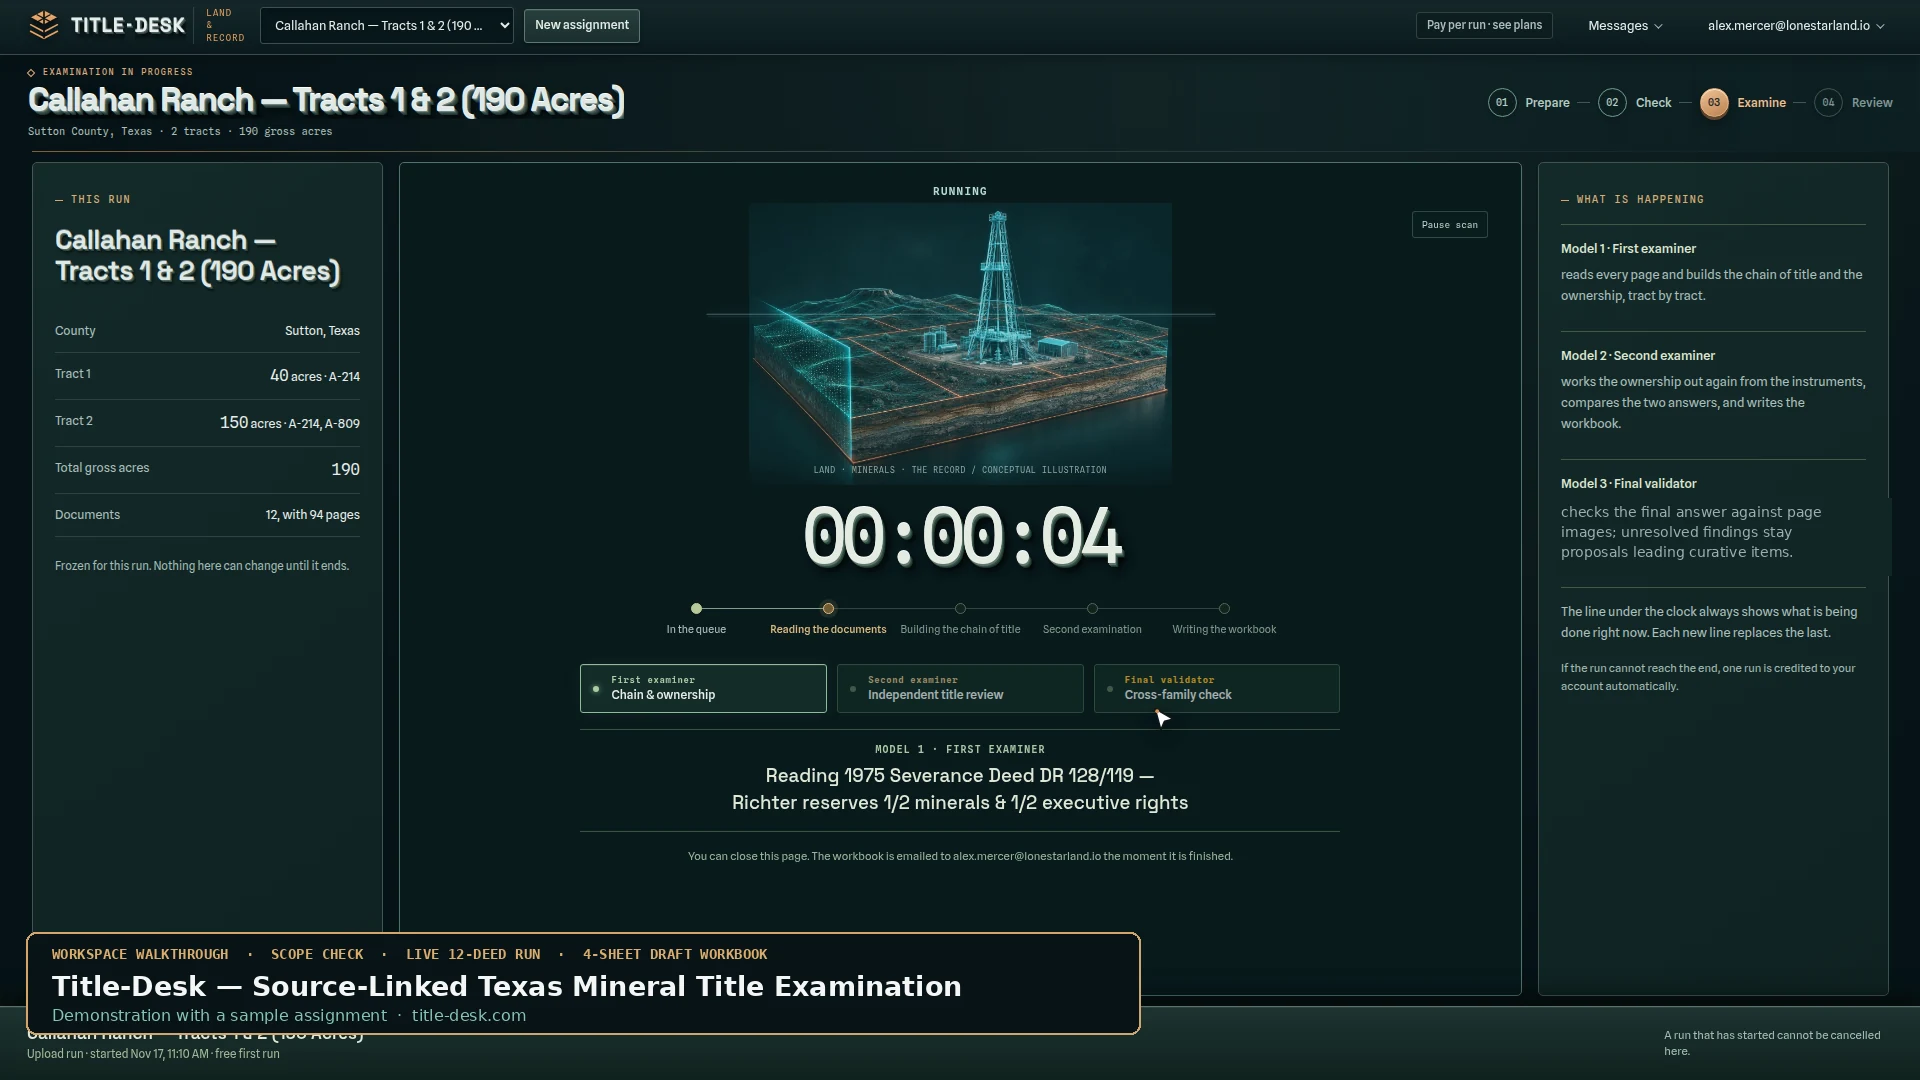 TITLE-DESK
LAND
&
RECORD
Callahan Ranch — Tracts 1 & 2 (190 ...
New assignment
Pay per run · see plans
Messages
alex.mercer@lonestarland.io
EXAMINATION IN PROGRESS
Callahan Ranch — Tracts 1 & 2 (190 Acres)
Sutton County, Texas · 2 tracts · 190 gross acres
01 Prepare
02 Check
03 Examine
04 Review
— THIS RUN
Callahan Ranch —
Tracts 1 & 2 (190 Acres)
County Sutton, Texas
Tract 1 40 acres · A-214
Tract 2 150 acres · A-214, A-809
Total gross acres 190
Documents 12, with 94 pages
Frozen for this run. Nothing here can change until it ends.
RUNNING
Pause scan
LAND · MINERALS · THE RECORD / CONCEPTUAL ILLUSTRATION
00:00:04
In the queue
Reading the documents
Building the chain of title
Second examination
Writing the workbook
First examiner
Chain & ownership
Second examiner
Independent title review
Final validator
Cross-family check
MODEL 1 · FIRST EXAMINER
Reading 1975 Severance Deed DR 128/119 —
Richter reserves 1/2 minerals & 1/2 executive rights
You can close this page. The workbook is emailed to alex.mercer@lonestarland.io the moment it is finished.
— WHAT IS HAPPENING
Model 1 · First examiner
reads every page and builds the chain of title and the
ownership, tract by tract.
Model 2 · Second examiner
works the ownership out again from the instruments,
compares the two answers, and writes the
workbook.
Model 3 · Final validator
checks the final answer against page
images; unresolved findings stay
proposals leading curative items.
The line under the clock always shows what is being
done right now. Each new line replaces the last.
If the run cannot reach the end, one run is credited to your
account automatically.
WORKSPACE WALKTHROUGH · SCOPE CHECK · LIVE 12-DEED RUN · 4-SHEET DRAFT WORKBOOK
Title-Desk — Source-Linked Texas Mineral Title Examination
Demonstration with a sample assignment · title-desk.com
Callahan Ranch — Tracts 1 & 2 (190 Acres)
Upload run · started Nov 17, 11:10 AM · free first run
A run that has started cannot be cancelled
here.